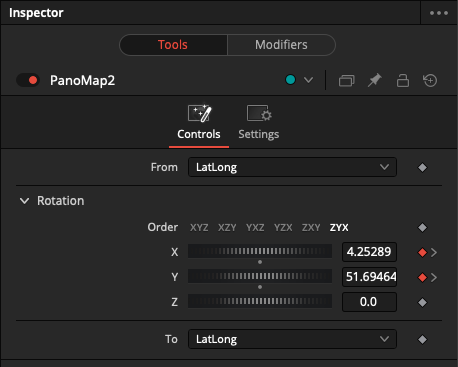 Inspector
Tools Modifiers
PanoMap2
Controls Settings
From LatLong
Rotation
Order XYZ XZY YXZ YZX ZXY ZYX
X 4.25289
Y 51.69464
Z 0.0
To LatLong